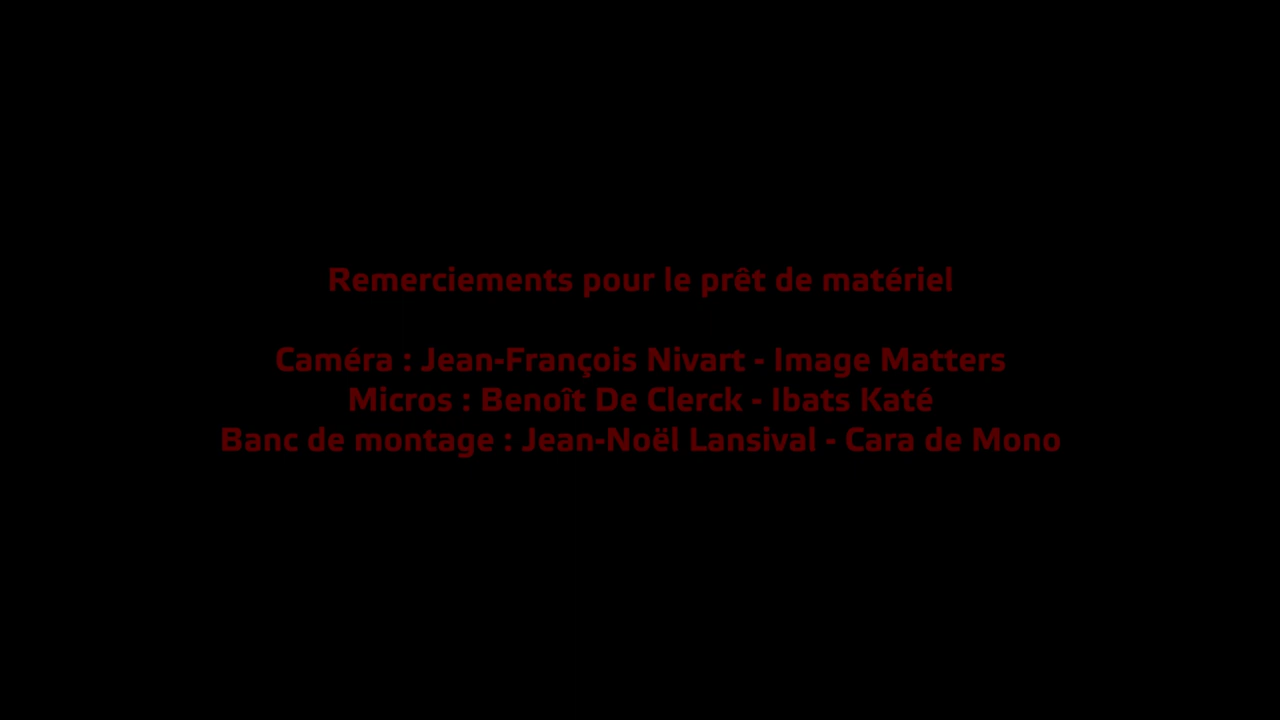 Remerciements pour le prêt de matériel
Caméra : Jean-François Nivart - Image Matters
Micros : Benoît De Clerck - Ibats Katé
Banc de montage : Jean-Noël Lansival - Cara de Mono